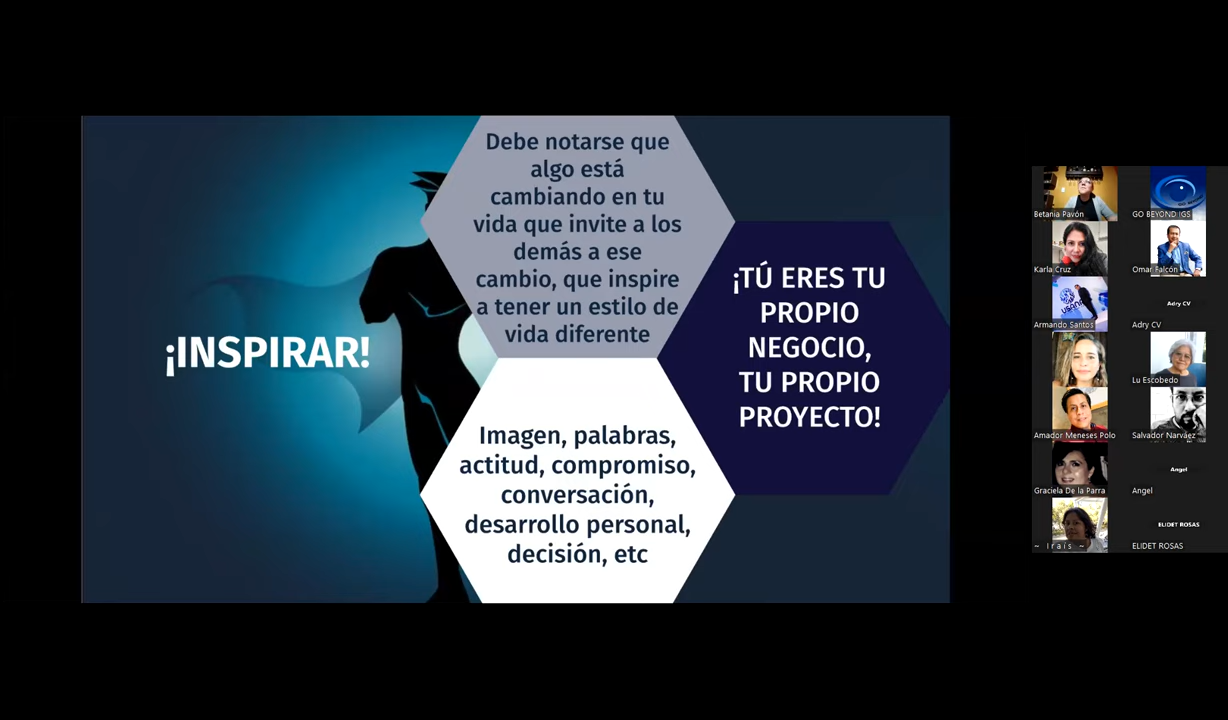 ¡INSPIRAR!
Debe notarse que
algo está
cambiando en tu
vida que invite a los
demás a ese
cambio, que inspire
a tener un estilo de
vida diferente
¡TÚ ERES TU
PROPIO
NEGOCIO,
TU PROPIO
PROYECTO!
Imagen, palabras,
actitud, compromiso,
conversación,
desarrollo personal,
decisión, etc
Betania Pavón
GO BEYOND IGS
Karla Cruz
Omar Falcón
USANA
Armando Santos
Adry CV
Adry CV
Lu Escobedo
Amador Meneses Polo
Salvador Narváez
Graciela De la Parra
Angel
Angel
~ Iraís ~
ELIDET ROSAS
ELIDET ROSAS